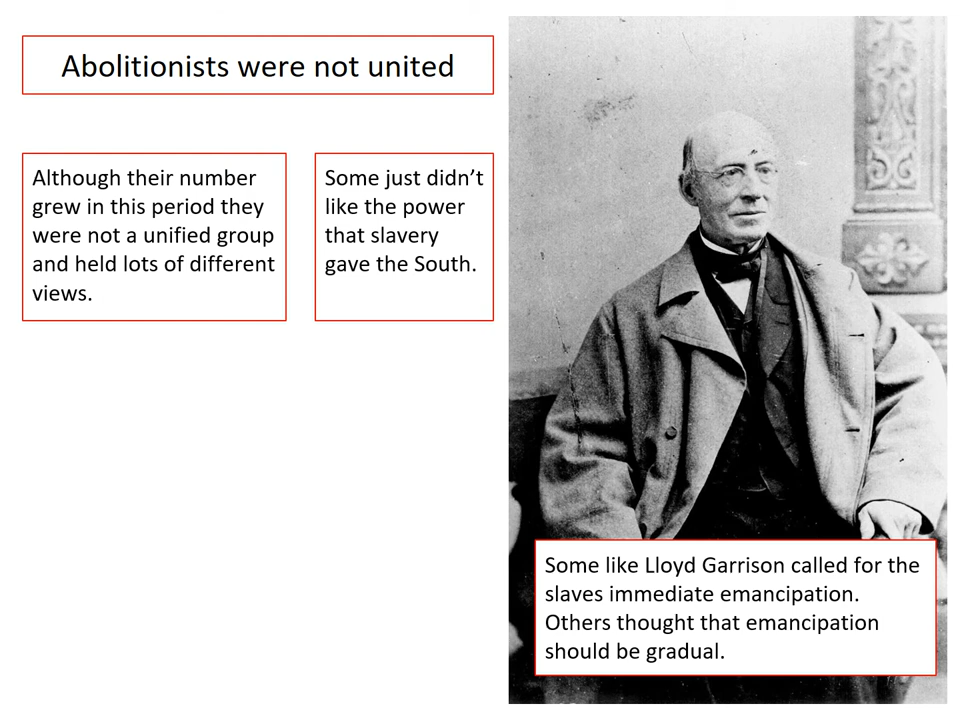 Abolitionists were not united
Although their number
grew in this period they
were not a unified group
and held lots of different
views.
Some just didn’t
like the power
that slavery
gave the South.
Some like Lloyd Garrison called for the
slaves immediate emancipation.
Others thought that emancipation
should be gradual.